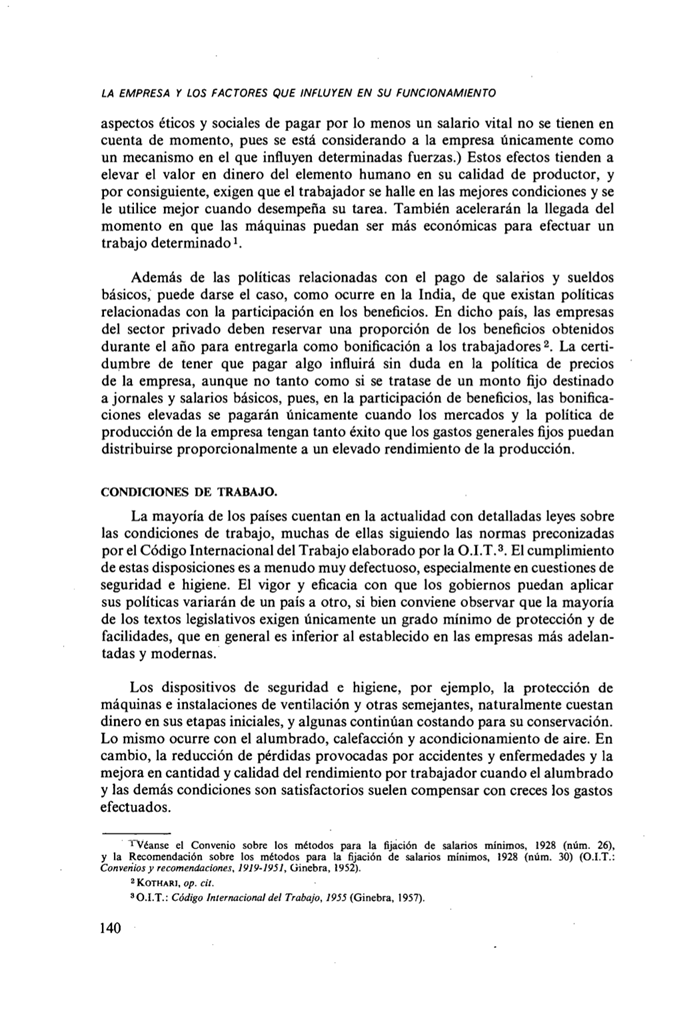 LA EMPRESA Y LOS FACTORES QUE INFLUYEN EN SU FUNCIONAMIENTO
aspectos éticos y sociales de pagar por lo menos un salario vital no se tienen en
cuenta de momento, pues se está considerando a la empresa únicamente como
un mecanismo en el que influyen determinadas fuerzas.) Estos efectos tienden a
elevar el valor en dinero del elemento humano en su calidad de productor, y
por consiguiente, exigen que el trabajador se halle en las mejores condiciones y se
le utilice mejor cuando desempeña su tarea. También acelerarán la llegada del
momento en que las máquinas puedan ser más económicas para efectuar un
trabajo determinado ¹.
Además de las políticas relacionadas con el pago de salarios y sueldos
básicos, puede darse el caso, como ocurre en la India, de que existan políticas
relacionadas con la participación en los beneficios. En dicho país, las empresas
del sector privado deben reservar una proporción de los beneficios obtenidos
durante el año para entregarla como bonificación a los trabajadores ². La certi-
dumbre de tener que pagar algo influirá sin duda en la política de precios
de la empresa, aunque no tanto como si se tratase de un monto fijo destinado
a jornales y salarios básicos, pues, en la participación de beneficios, las bonifica-
ciones elevadas se pagarán únicamente cuando los mercados y la política de
producción de la empresa tengan tanto éxito que los gastos generales fijos puedan
distribuirse proporcionalmente a un elevado rendimiento de la producción.
CONDICIONES DE TRABAJO.
La mayoría de los países cuentan en la actualidad con detalladas leyes sobre
las condiciones de trabajo, muchas de ellas siguiendo las normas preconizadas
por el Código Internacional del Trabajo elaborado por la O.I.T.³. El cumplimiento
de estas disposiciones es a menudo muy defectuoso, especialmente en cuestiones de
seguridad e higiene. El vigor y eficacia con que los gobiernos puedan aplicar
sus políticas variarán de un país a otro, si bien conviene observar que la mayoría
de los textos legislativos exigen únicamente un grado mínimo de protección y de
facilidades, que en general es inferior al establecido en las empresas más adelan-
tadas y modernas.
Los dispositivos de seguridad e higiene, por ejemplo, la protección de
máquinas e instalaciones de ventilación y otras semejantes, naturalmente cuestan
dinero en sus etapas iniciales, y algunas continúan costando para su conservación.
Lo mismo ocurre con el alumbrado, calefacción y acondicionamiento de aire. En
cambio, la reducción de pérdidas provocadas por accidentes y enfermedades y la
mejora en cantidad y calidad del rendimiento por trabajador cuando el alumbrado
y las demás condiciones son satisfactorios suelen compensar con creces los gastos
efectuados.
¹ Véanse el Convenio sobre los métodos para la fijación de salarios mínimos, 1928 (núm. 26),
y la Recomendación sobre los métodos para la fijación de salarios mínimos, 1928 (núm. 30) (O.I.T.:
Convenios y recomendaciones, 1919-1951, Ginebra, 1952).
² KOTHARI, op. cit.
³ O.I.T.: Código Internacional del Trabajo, 1955 (Ginebra, 1957).
140